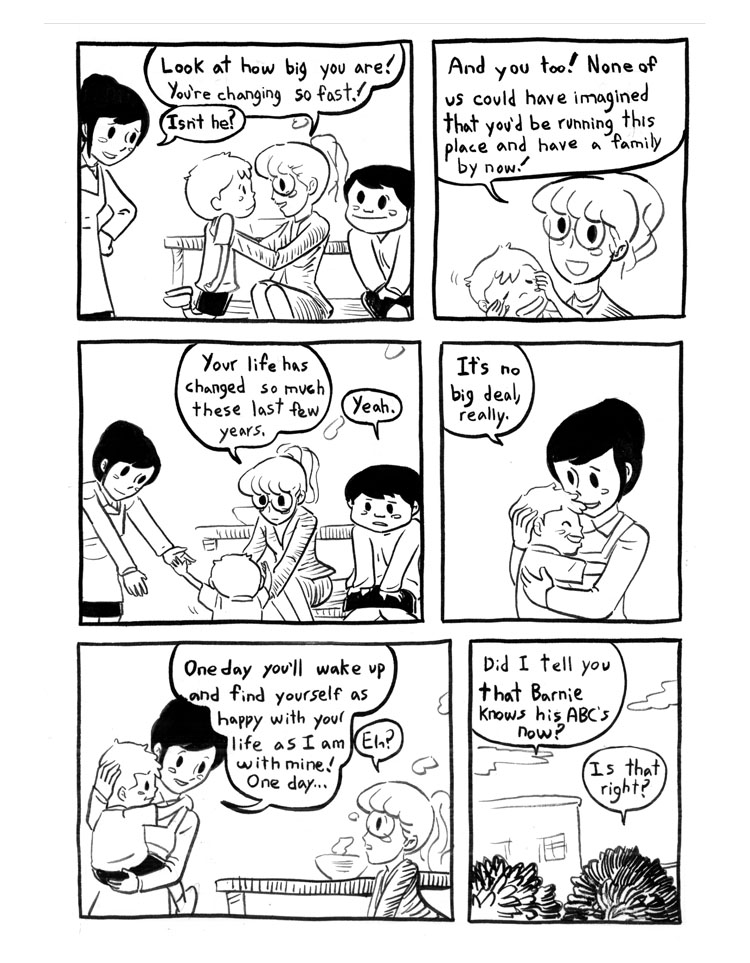 Look at how big you are!
You're changing so fast!
Isn't he?
And you too! None of
us could have imagined
that you'd be running this
place and have a family
by now!
Your life has
changed so much
these last few
years.
Yeah.
It's no
big deal,
really.
One day you'll wake up
and find yourself as
happy with your
life as I am
with mine!
One day...
Eh?
Did I tell you
that Barnie
knows his ABC's
now?
Is that
right?